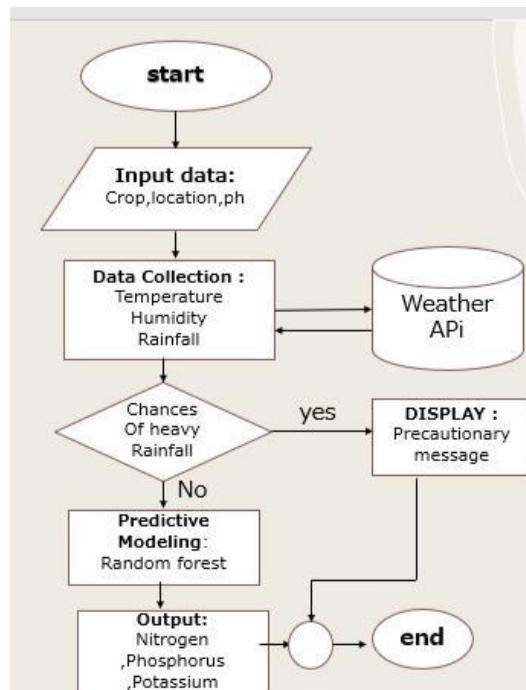 start
Input data:
Crop,location,ph
Data Collection :
Temperature
Humidity
Rainfall
Weather
APi
Chances
Of heavy
Rainfall
yes
DISPLAY :
Precautionary
message
No
Predictive
Modeling:
Random forest
Output:
Nitrogen
,Phosphorus
,Potassium
end